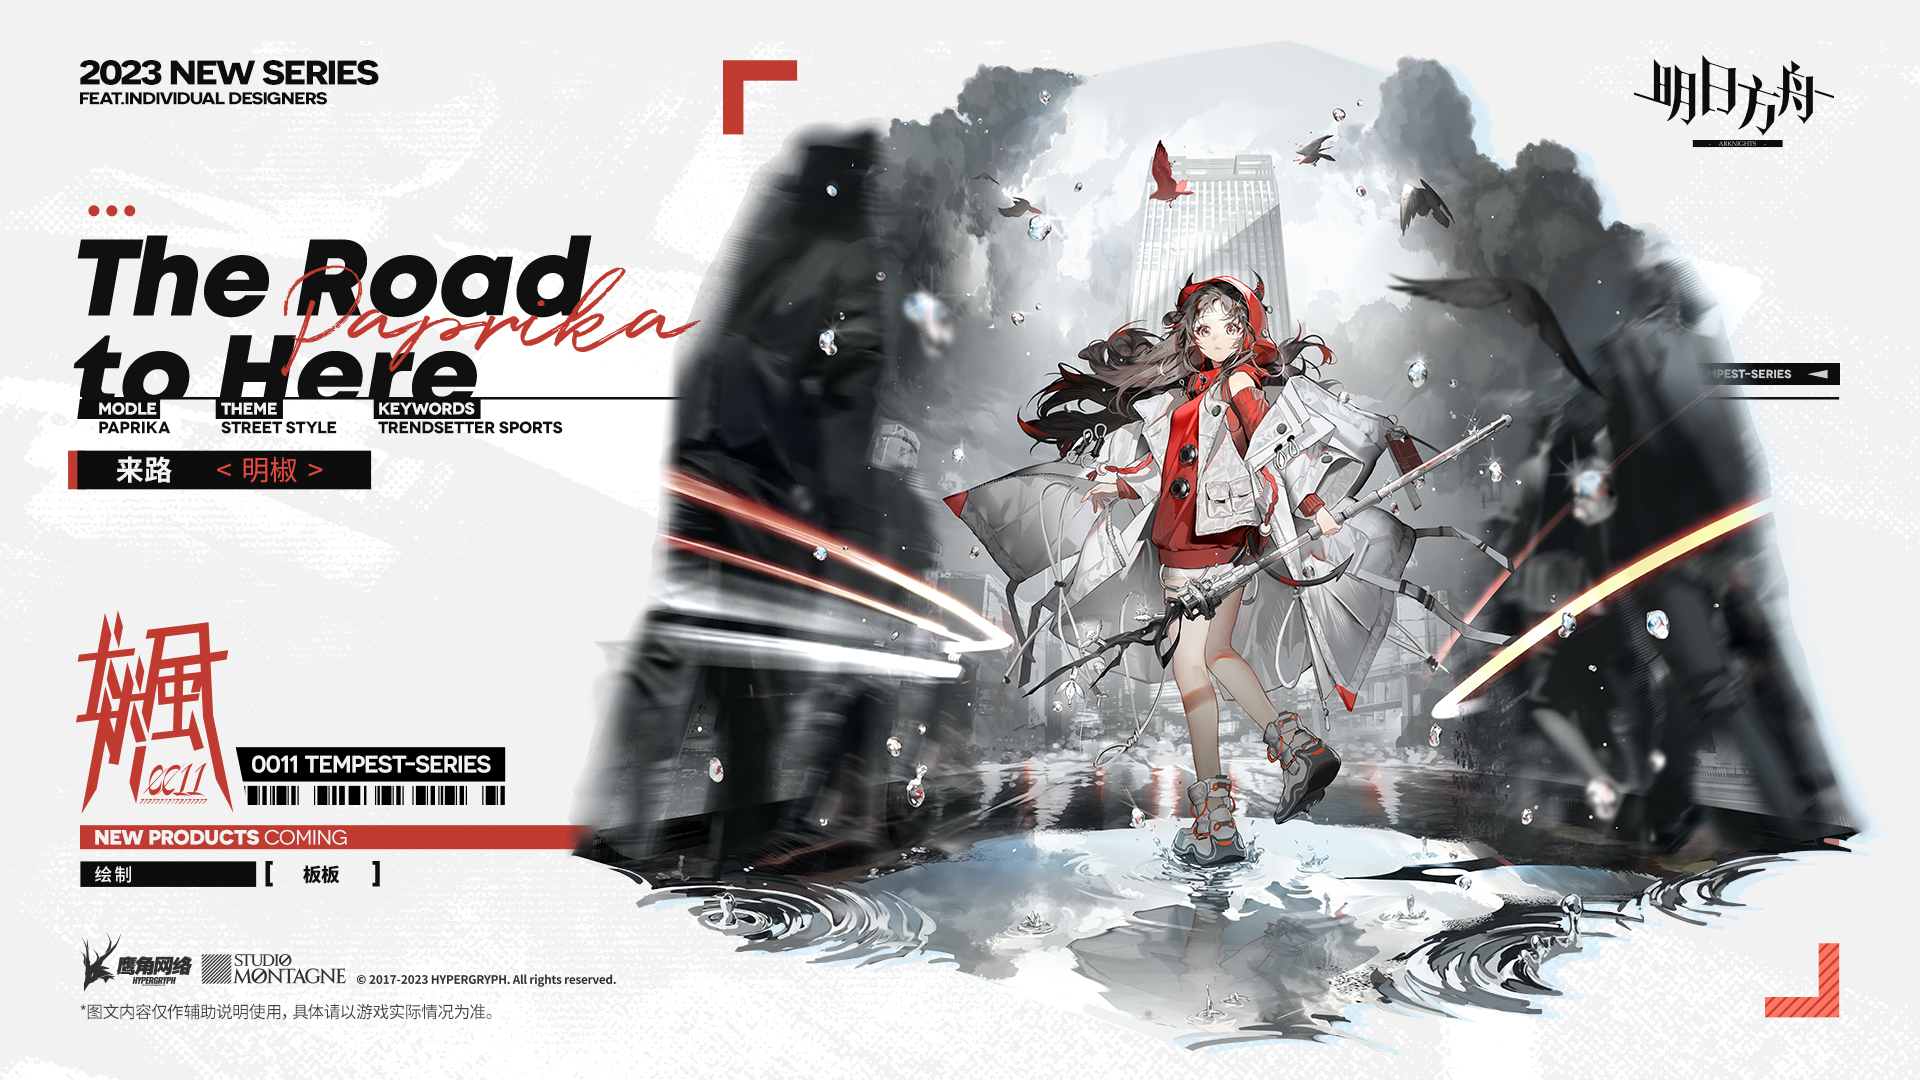 2023 NEW SERIES
FEAT.INDIVIDUAL DESIGNERS
明日方舟
- ARKNIGHTS -
The Road
Paprika
to Here
MODLE
PAPRIKA
THEME
STREET STYLE
KEYWORDS
TRENDSETTER SPORTS
来路 < 明椒 >
MPEST-SERIES
飆
0011
0011 TEMPEST-SERIES
NEW PRODUCTS COMING
绘制 [ 板板 ]
鹰角网络
HYPERGRYPH
STUDIO
MØNTAGNE
© 2017-2023 HYPERGRYPH. All rights reserved.
*图文内容仅作辅助说明使用，具体请以游戏实际情况为准。